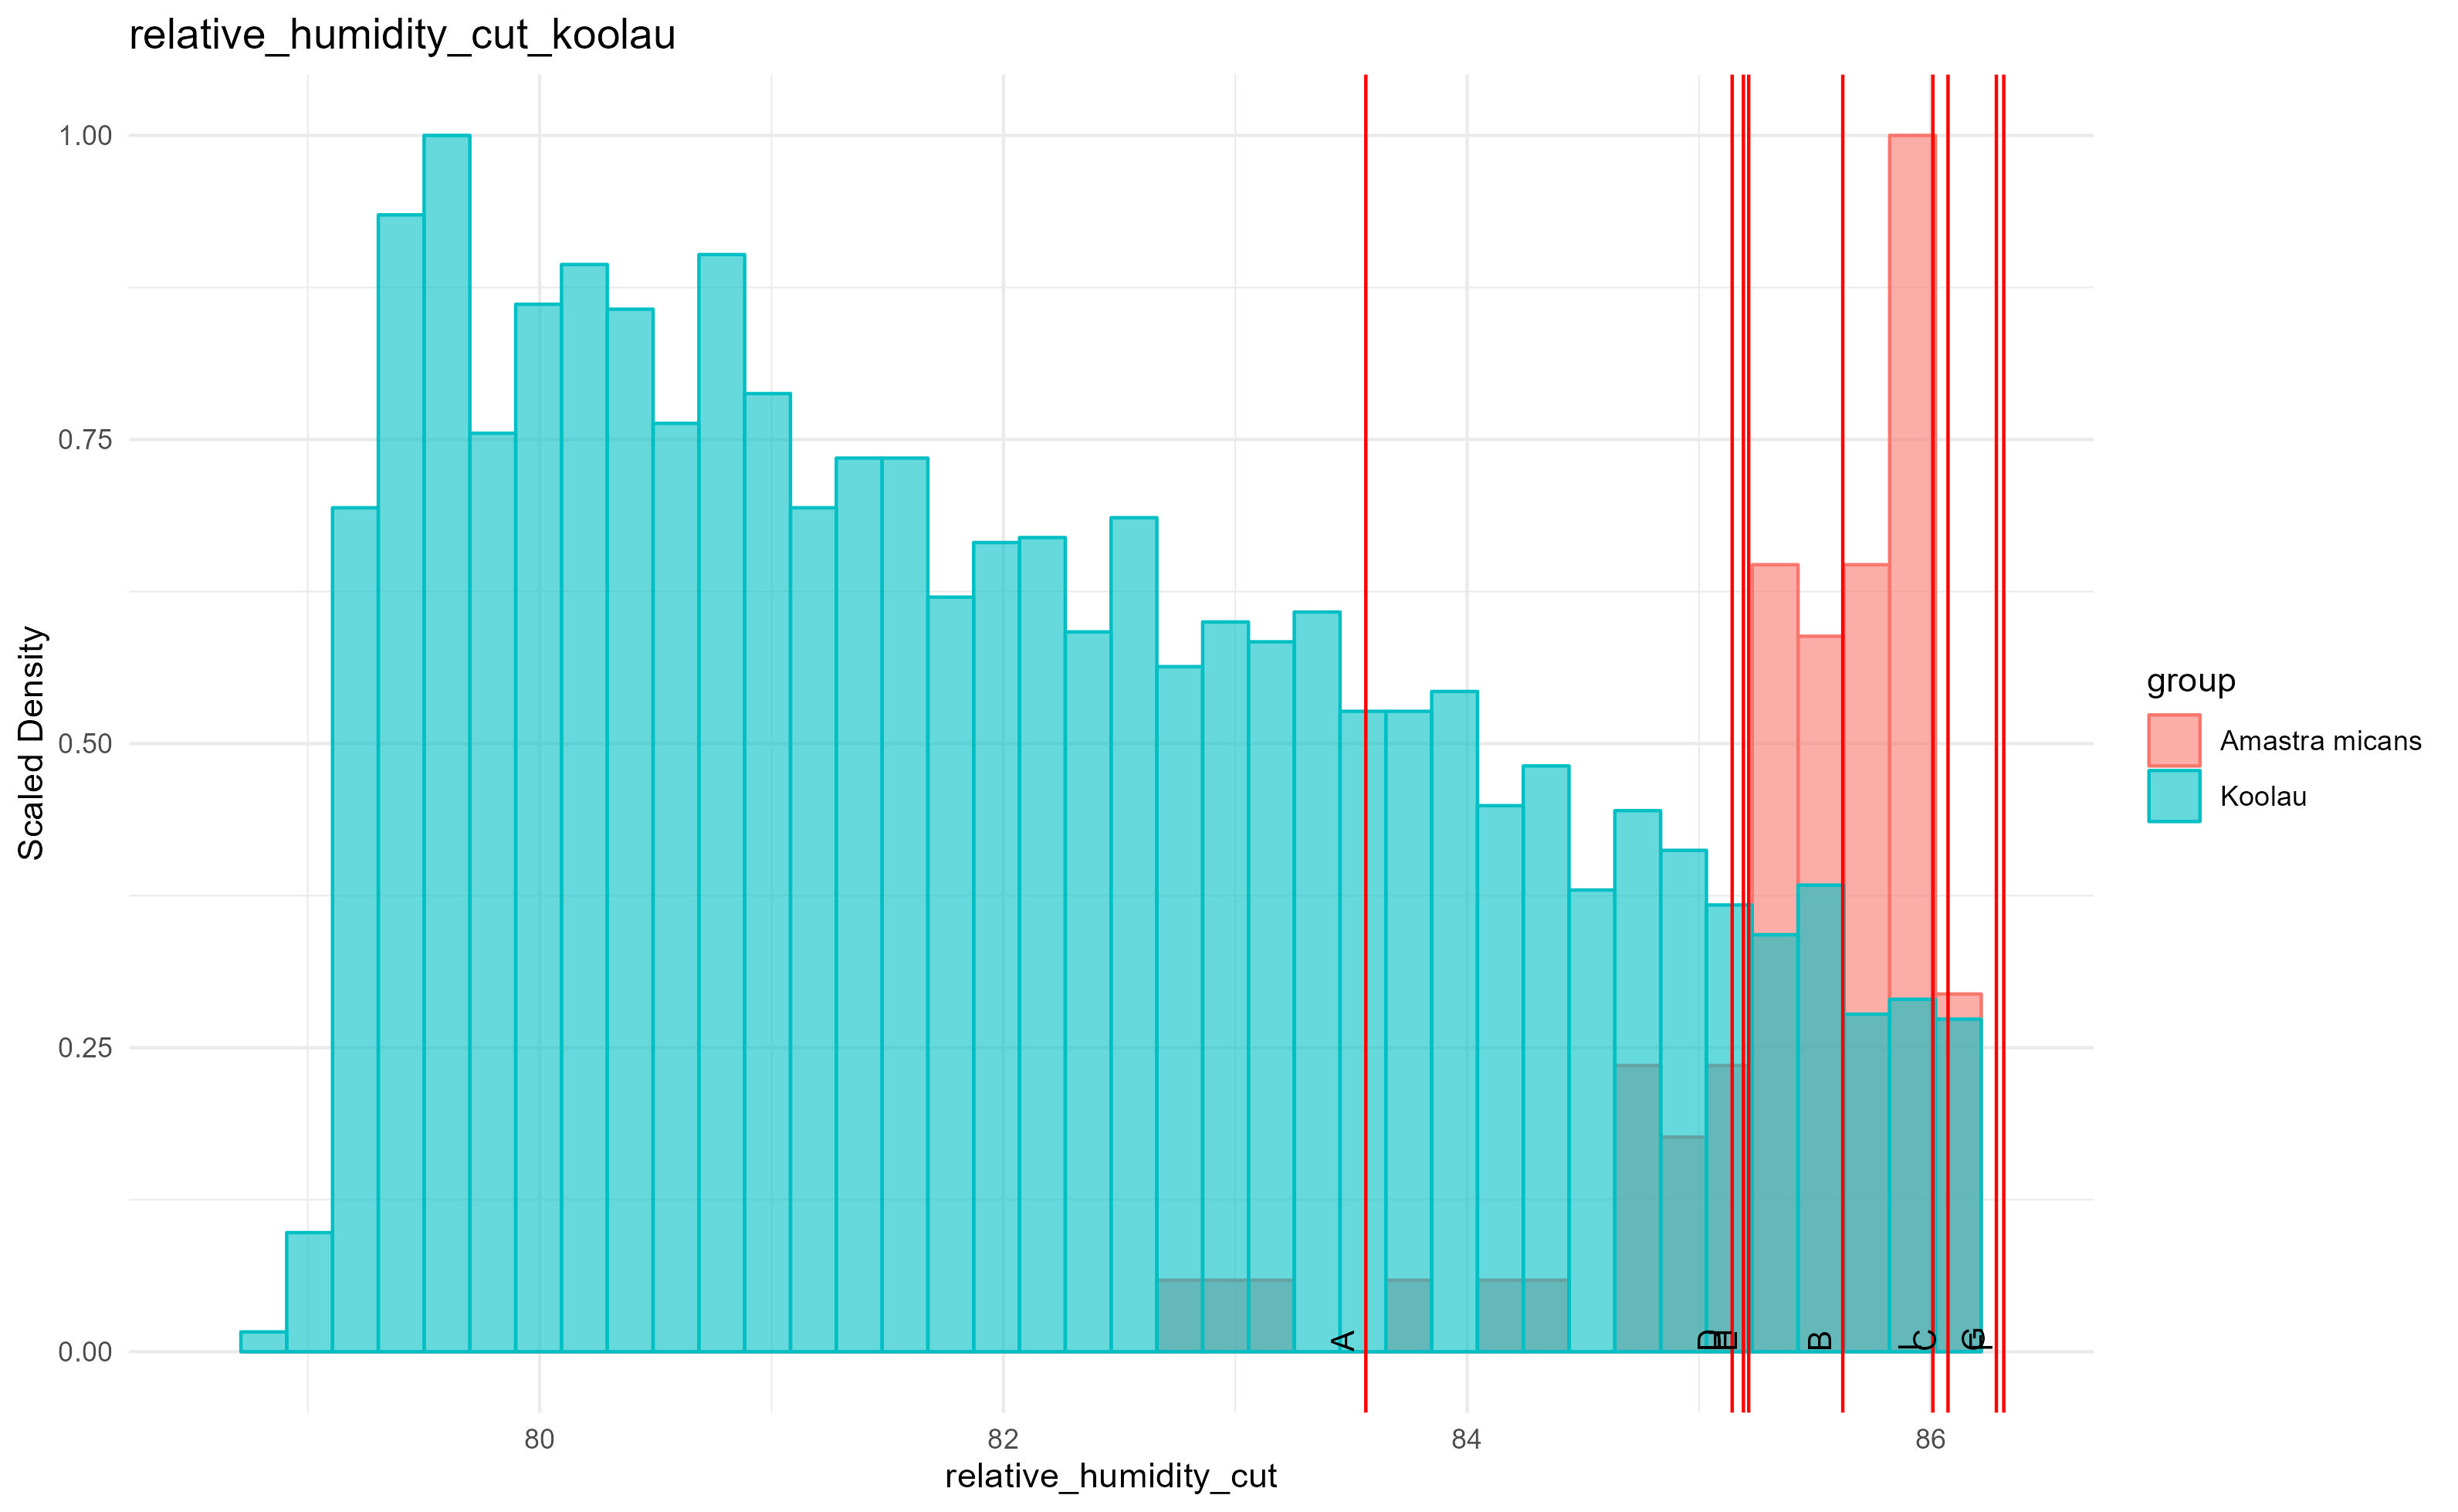 relative_humidity_cut_koolau
1.00
0.75
0.50
0.25
0.00
Scaled Density
A
D
B
C
G
80
82
84
86
relative_humidity_cut
group
Amastra micans
Koolau